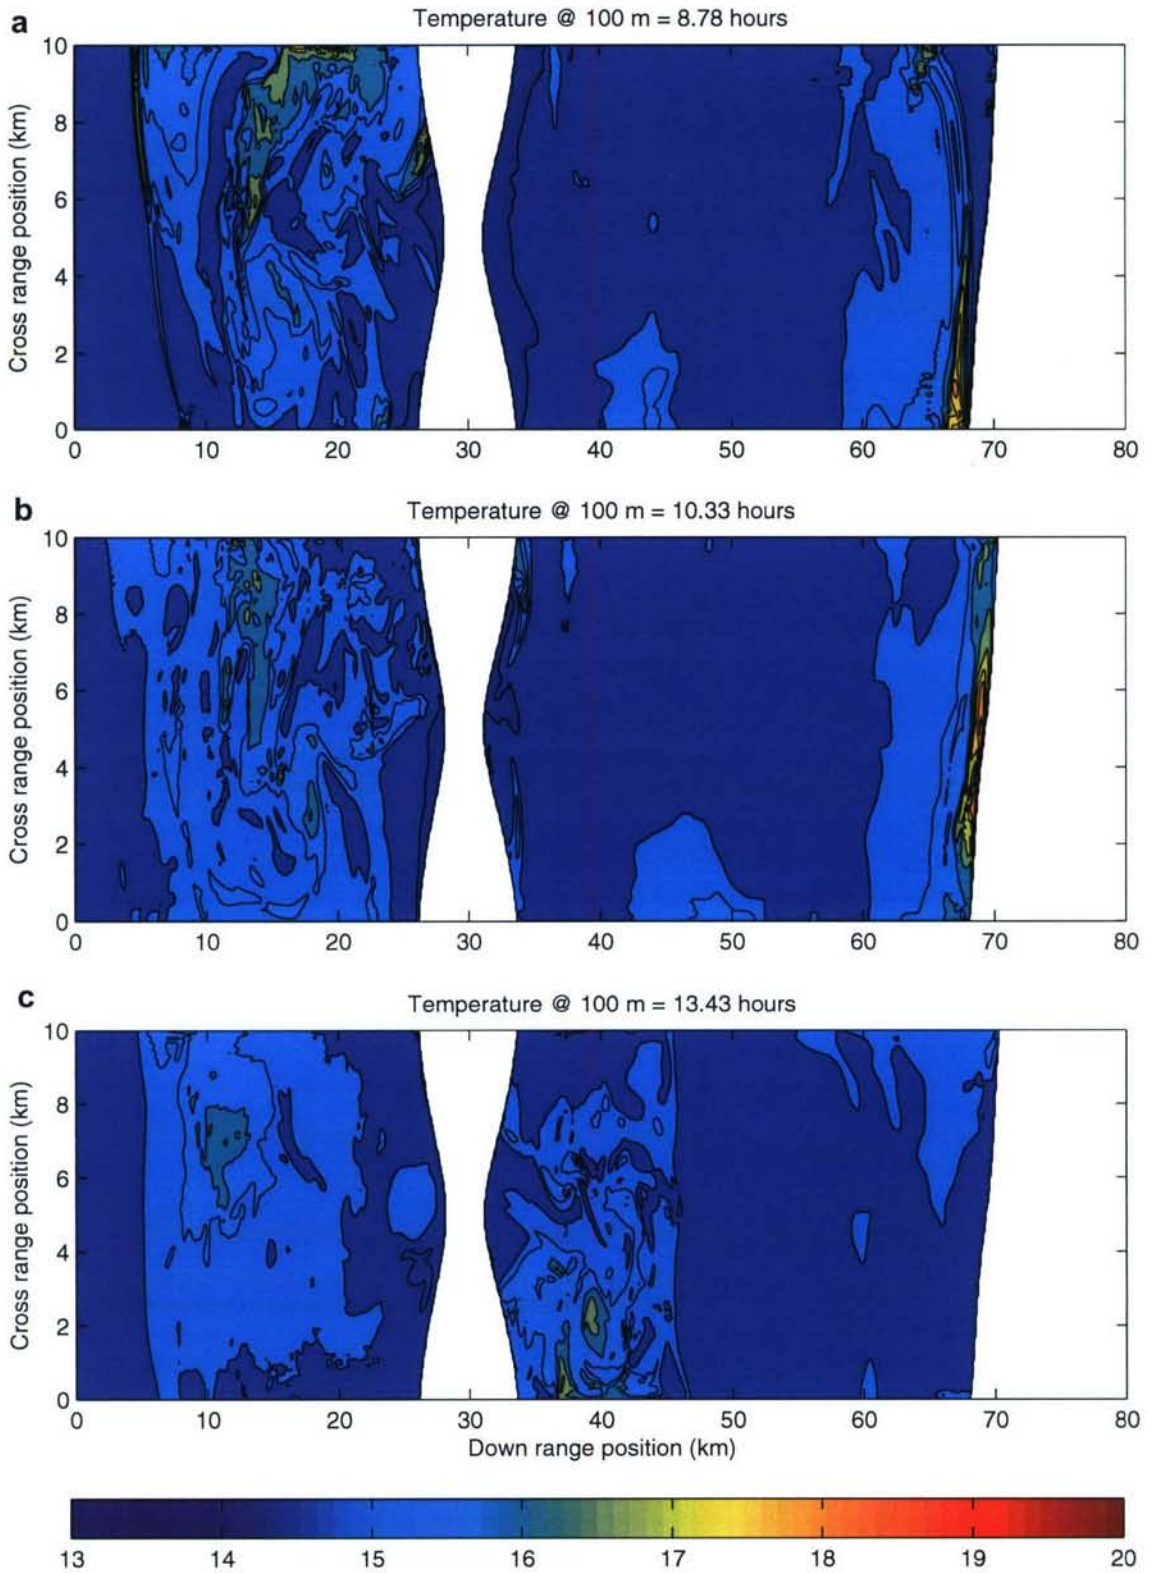 a
Temperature @ 100 m = 8.78 hours
10
8
6
4
2
0
Cross range position (km)
0 10 20 30 40 50 60 70 80
b
Temperature @ 100 m = 10.33 hours
10
8
6
4
2
0
Cross range position (km)
0 10 20 30 40 50 60 70 80
c
Temperature @ 100 m = 13.43 hours
10
8
6
4
2
0
Cross range position (km)
0 10 20 30 40 50 60 70 80
Down range position (km)
13 14 15 16 17 18 19 20